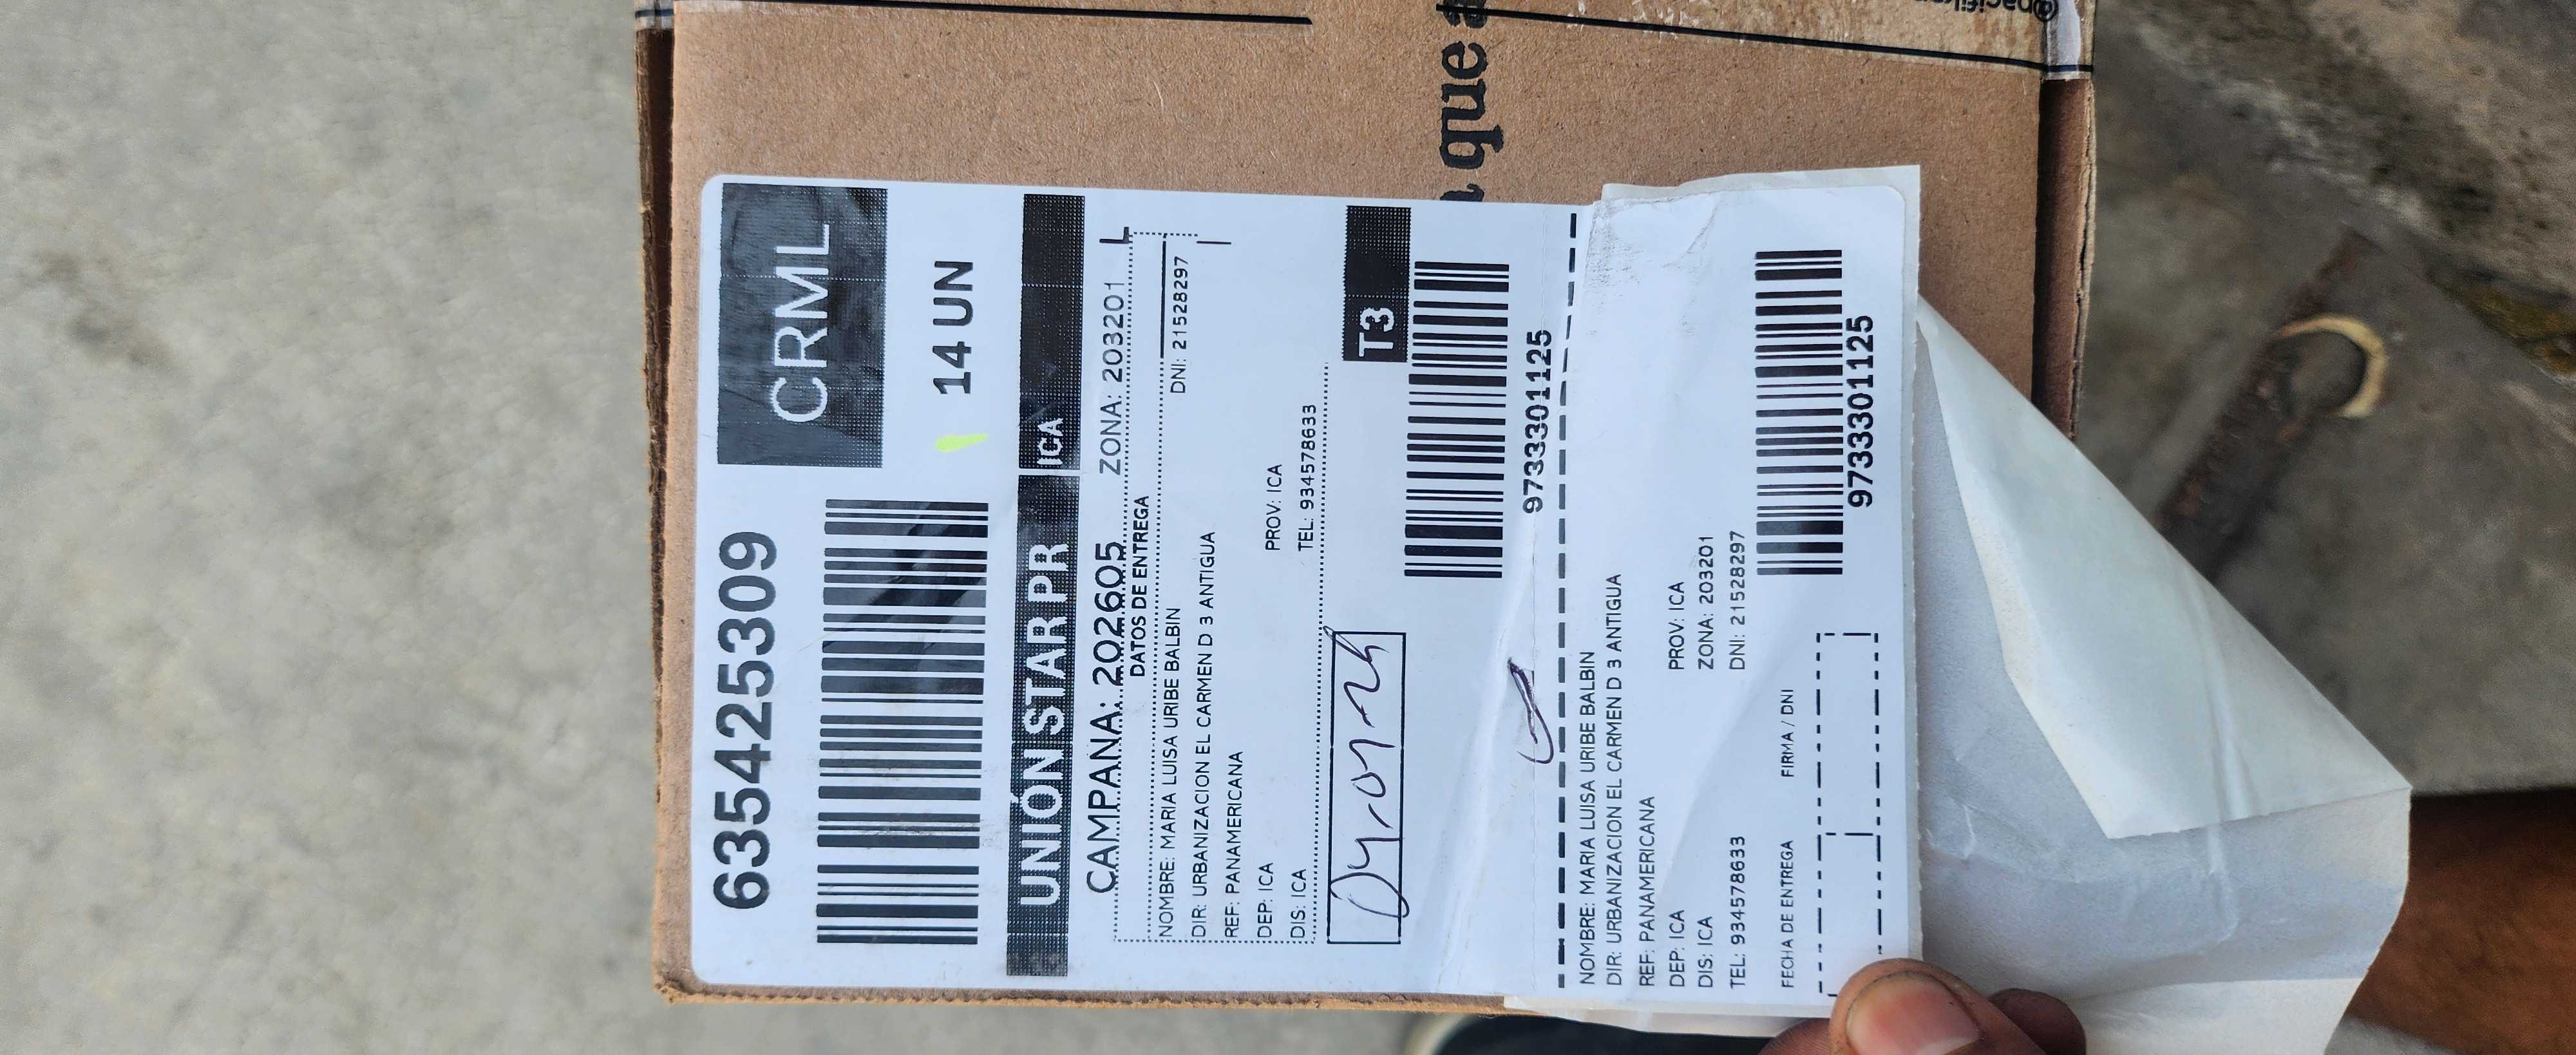 635425309
CRML
14 UN
UNIÓN STAR PR ICA
CAMPANA: 202605 ZONA: 203201 L
DATOS DE ENTREGA
NOMBRE: MARIA LUISA URIBE BALBIN
DNI: 21528297
DIR: URBANIZACION EL CARMEN D 3 ANTIGUA
REF: PANAMERICANA
DEP: ICA PROV: ICA
DIS: ICA TEL: 934578633
T3
9733301125
NOMBRE: MARIA LUISA URIBE BALBIN
DIR: URBANIZACION EL CARMEN D 3 ANTIGUA
REF: PANAMERICANA
DEP: ICA PROV: ICA
DIS: ICA ZONA: 203201
TEL: 934578633 DNI: 21528297
FECHA DE ENTREGA FIRMA / DNI
9733301125
que